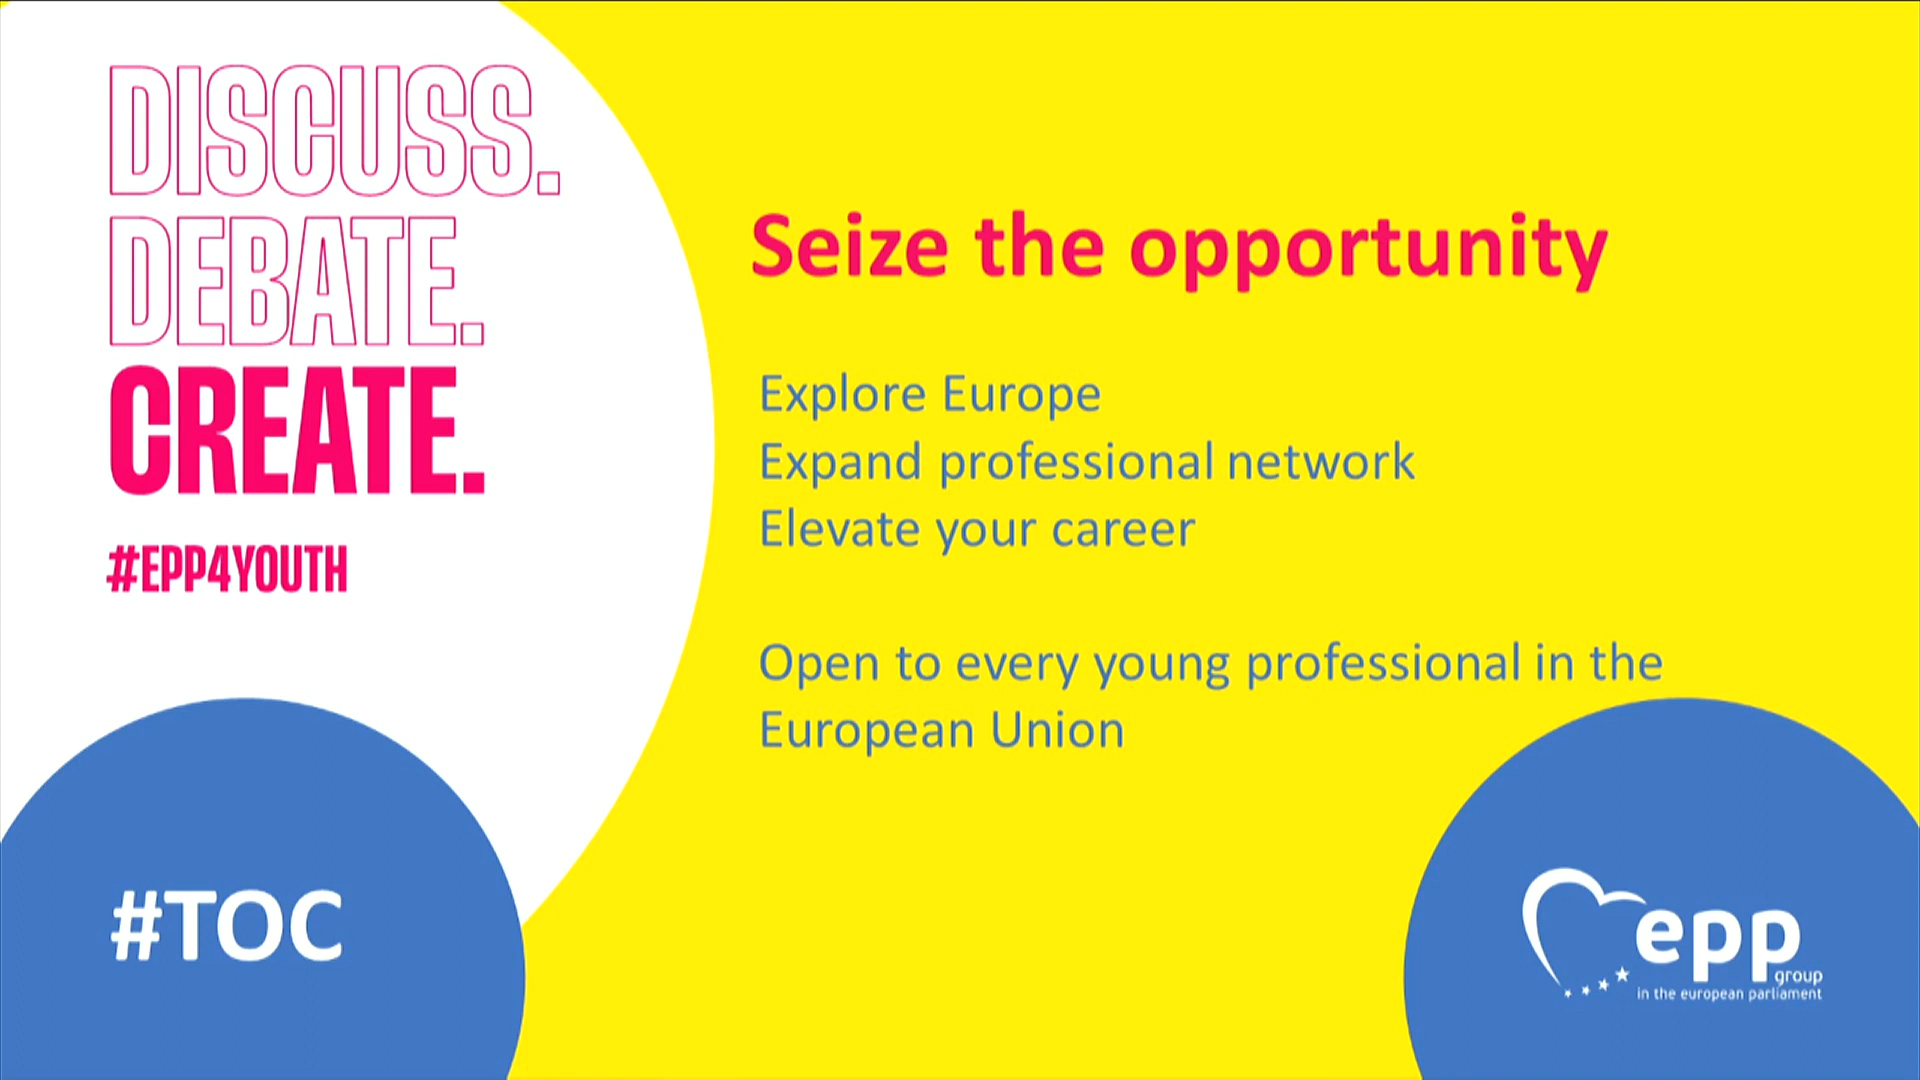 DISCUSS.
DEBATE.
CREATE.
#EPP4YOUTH
#TOC
Seize the opportunity
Explore Europe
Expand professional network
Elevate your career
Open to every young professional in the
European Union
epp
group
in the european parliament